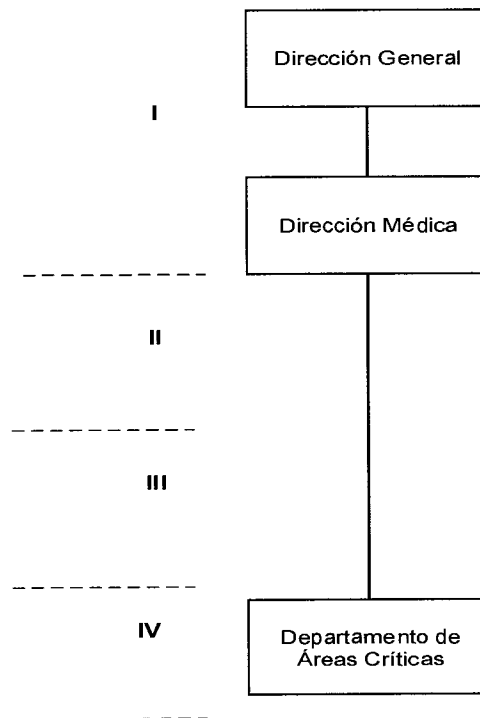 Dirección General
I
Dirección Médica
II
III
IV
Departamento de
Áreas Críticas